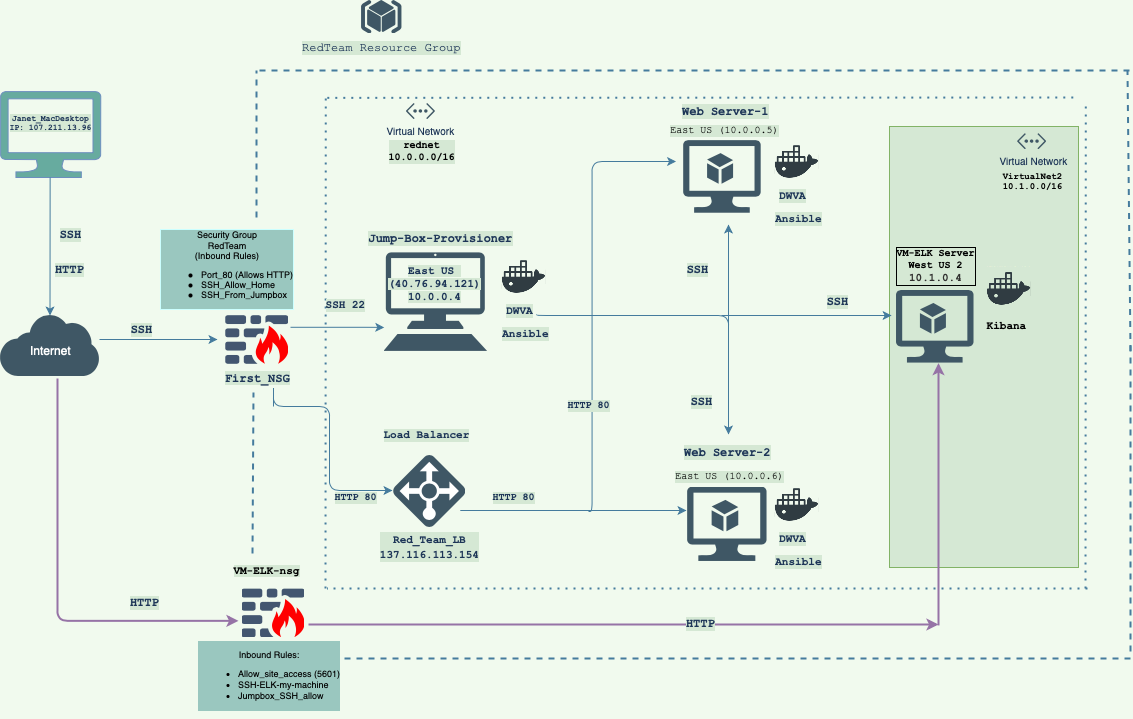 RedTeam Resource Group
Janet_MacDesktop
IP: 107.211.13.96
SSH
HTTP
Internet
SSH
Security Group
RedTeam
(Inbound Rules)
• Port_80 (Allows HTTP)
• SSH_Allow_Home
• SSH_From_Jumpbox
First_NSG
SSH 22
Virtual Network
rednet
10.0.0.0/16
Jump-Box-Provisioner
East US
(40.76.94.121)
10.0.0.4
DWVA
Ansible
Load Balancer
HTTP 80
HTTP 80
Red_Team_LB
137.116.113.154
HTTP 80
Web Server-1
East US (10.0.0.5)
DWVA
Ansible
SSH
SSH
SSH
Web Server-2
East US (10.0.0.6)
DWVA
Ansible
Virtual Network
VirtualNet2
10.1.0.0/16
VM-ELK Server
West US 2
10.1.0.4
Kibana
VM-ELK-nsg
HTTP
HTTP
Inbound Rules:
• Allow_site_access (5601)
• SSH-ELK-my-machine
• Jumpbox_SSH_allow